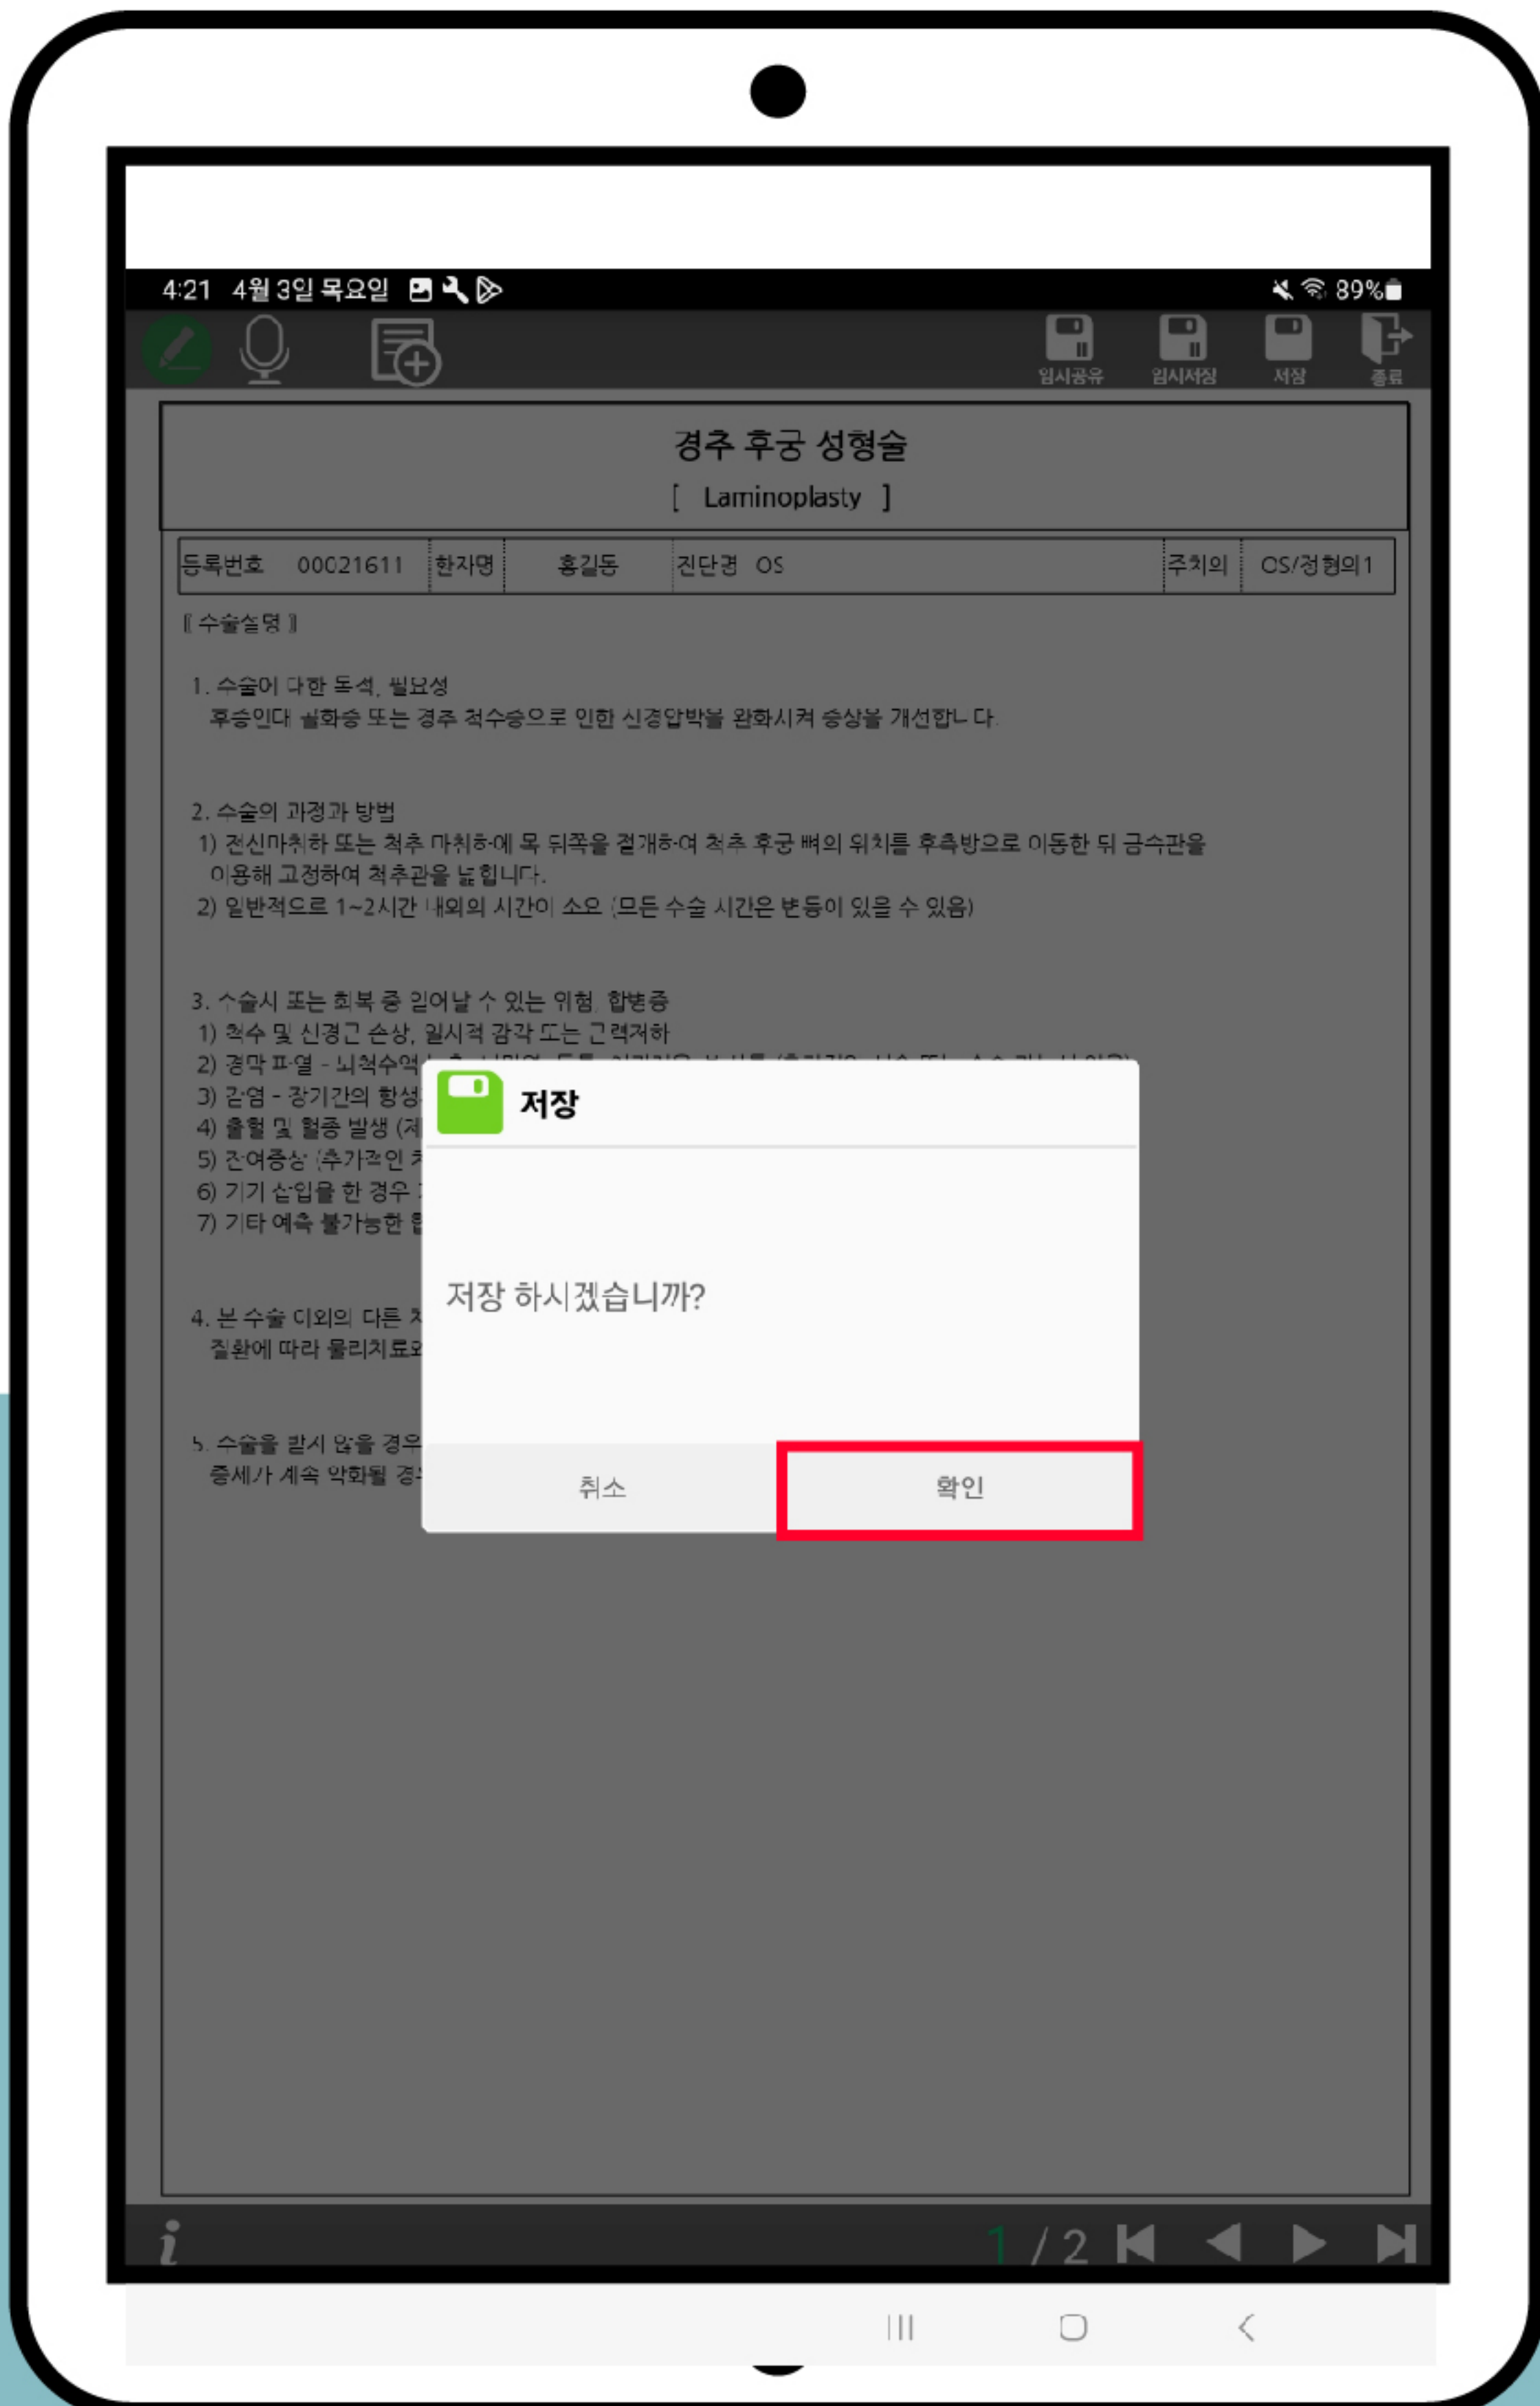 4:21 4월 3일 목요일
89%
임시공유 임시저장 저장 종료
경추 후궁 성형술
[ Laminoplasty ]
등록번호 00021611 환자명 홍길동 진단명 OS 주치의 OS/정형의1
〖 수술설명 〗
1. 수술에 대한 목적, 필요성
후종인대 골화증 또는 경추 척수증으로 인한 신경압박을 완화시켜 증상을 개선합니다.
2. 수술의 과정과 방법
1) 전신마취하 또는 척추 마취하에 목 뒤쪽을 절개하여 척추 후궁 뼈의 위치를 후측방으로 이동한 뒤 금속판을
이용해 고정하여 척추관을 넓힙니다.
2) 일반적으로 1~2시간 내외의 시간이 소요 (모든 수술 시간은 변동이 있을 수 있음)
3. 수술시 또는 회복 중 일어날 수 있는 위험, 합병증
1) 척수 및 신경근 손상, 일시적 감각 또는 근력저하
2) 경막 파열 - 뇌척수액
3) 감염 - 장기간의 항생
4) 출혈 및 혈종 발생
5) 잔여증상 (추가적인
6) 기기 삽입을 한 경우
7) 기타 예측 불가능한
4. 본 수술 이외의 다른
질환에 따라 물리치료와
5. 수술을 받지 않을 경우
증세가 계속 악화될
저장
저장 하시겠습니까?
취소 확인
1 / 2